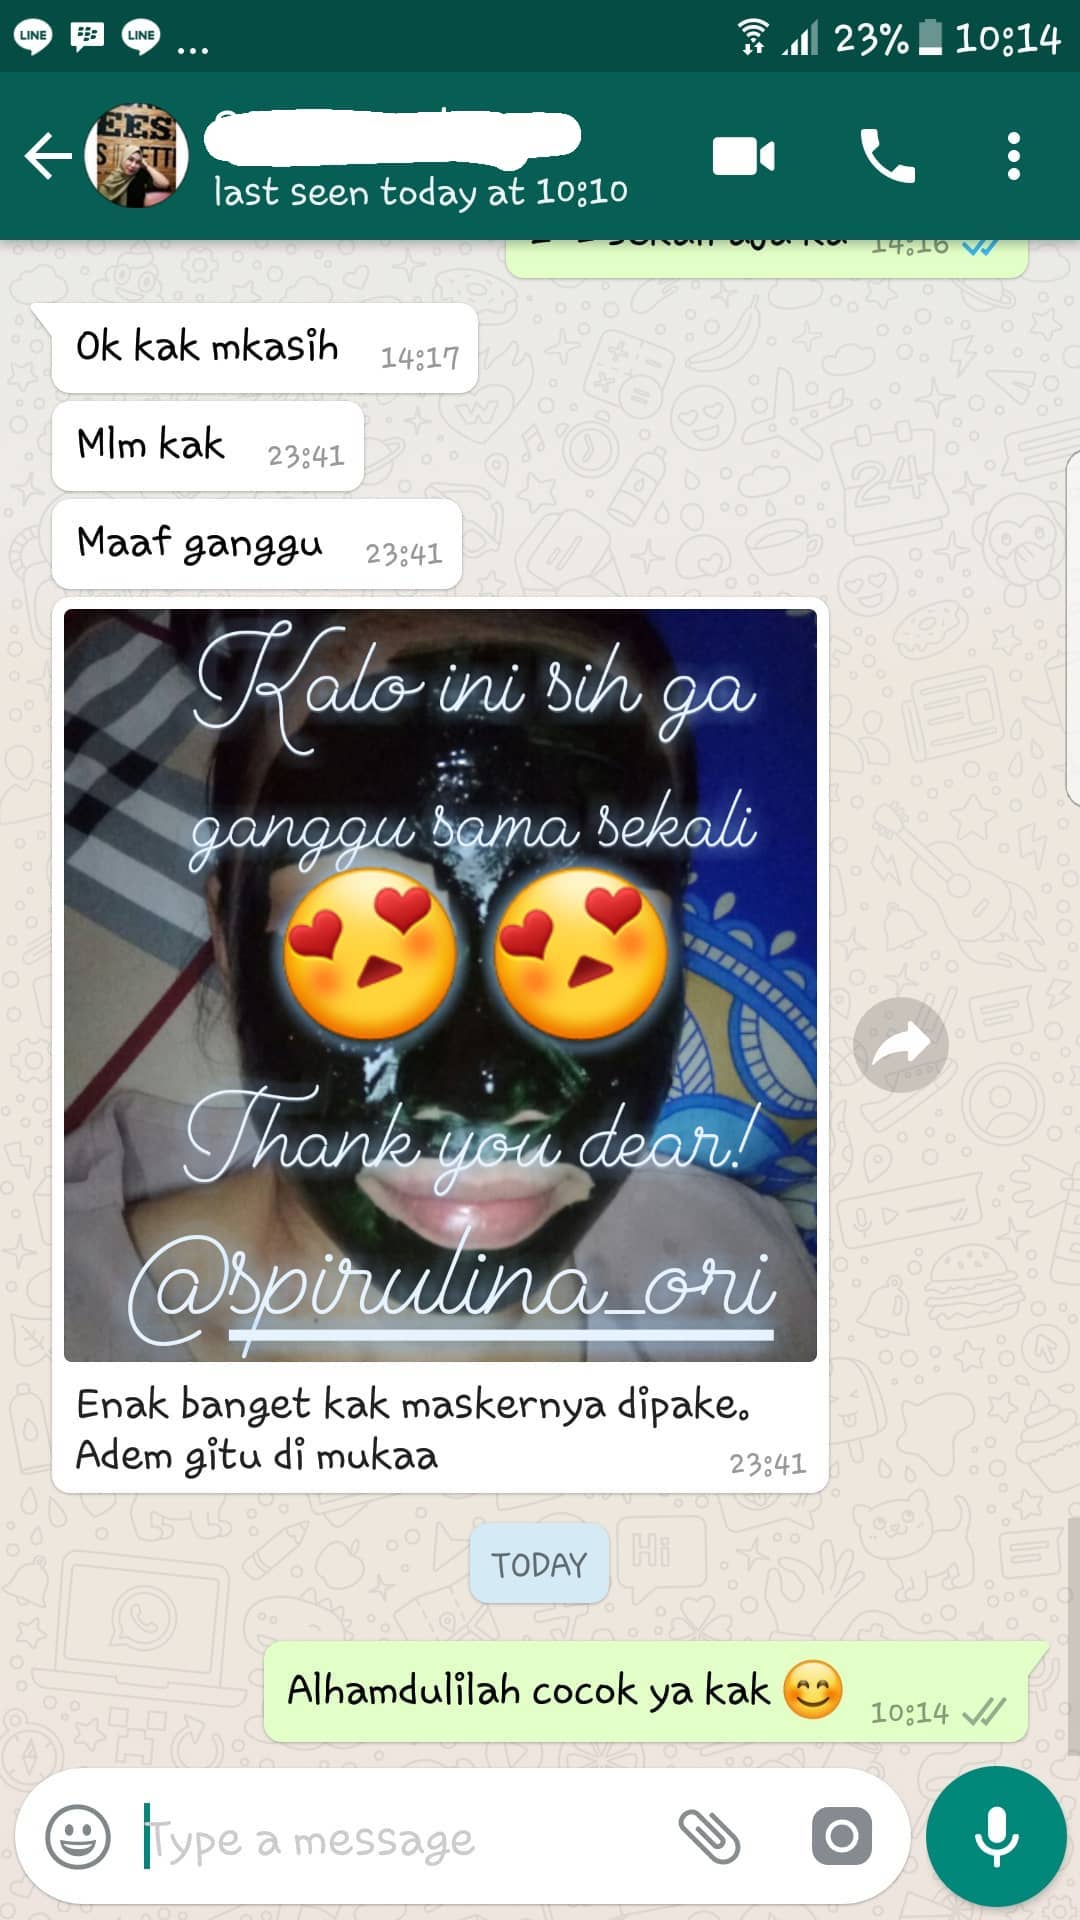 LINE LINE ... 23% 10:14
last seen today at 10:10
14:16
Ok kak mkasih 14:17
Mlm kak 23:41
Maaf ganggu 23:41
Kalo ini sih ga
ganggu sama sekali
Thank you dear!
@spirulina_ori
Enak banget kak maskernya dipake.
Adem gitu di mukaa 23:41
TODAY
Alhamdulilah cocok ya kak 😊 10:14
Type a message